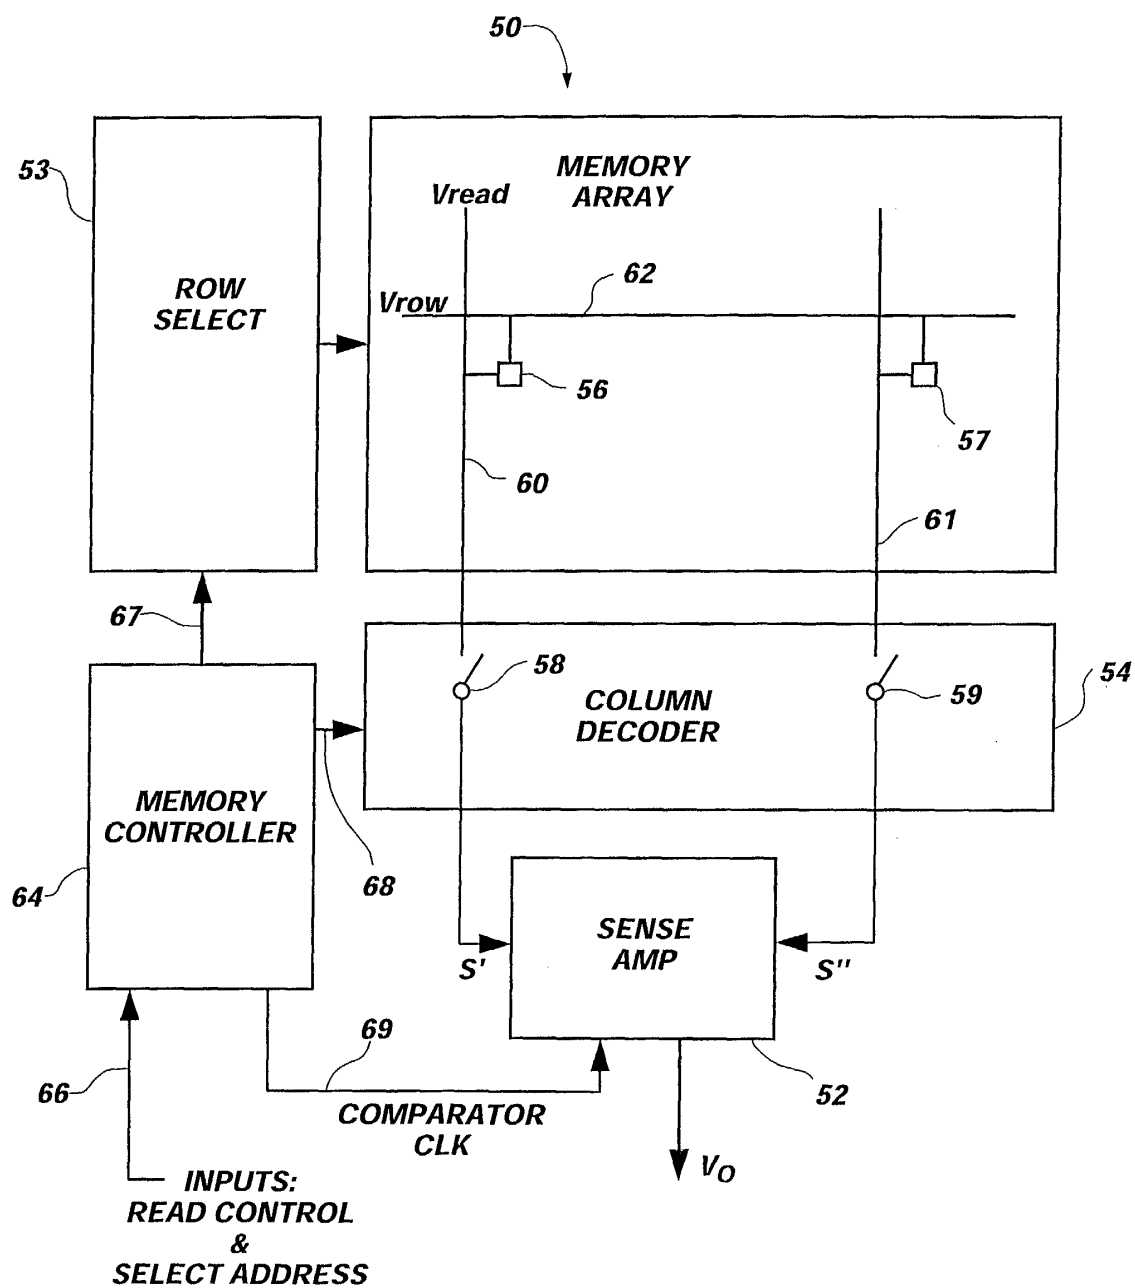 50
53
MEMORY
ARRAY
Vread
ROW
SELECT
Vrow
62
56
57
60
61
67
58
59
54
COLUMN
DECODER
MEMORY
CONTROLLER
64
68
SENSE
AMP
S'
S"
69
66
52
COMPARATOR
CLK
VO
INPUTS:
READ CONTROL
&
SELECT ADDRESS